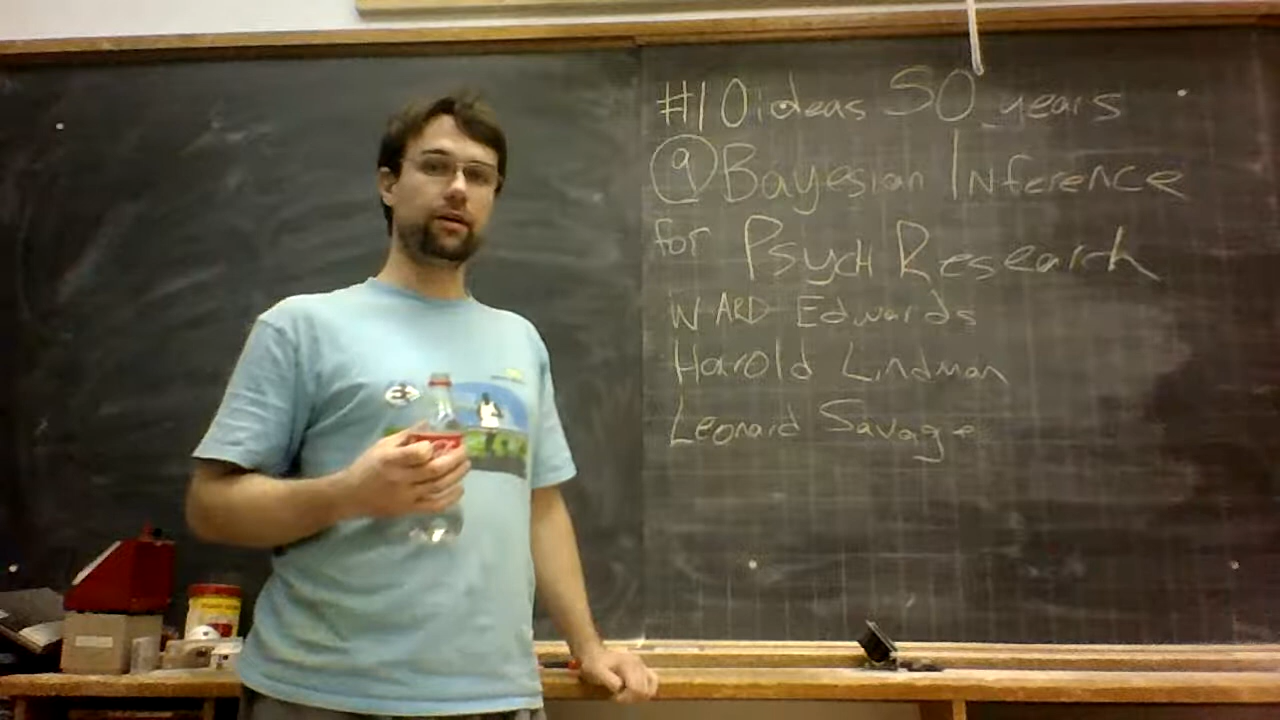 #10ideas 50 years
9 Bayesian Inference
for Psych Research
WARD Edwards
Harold Lindman
Leonard Savage